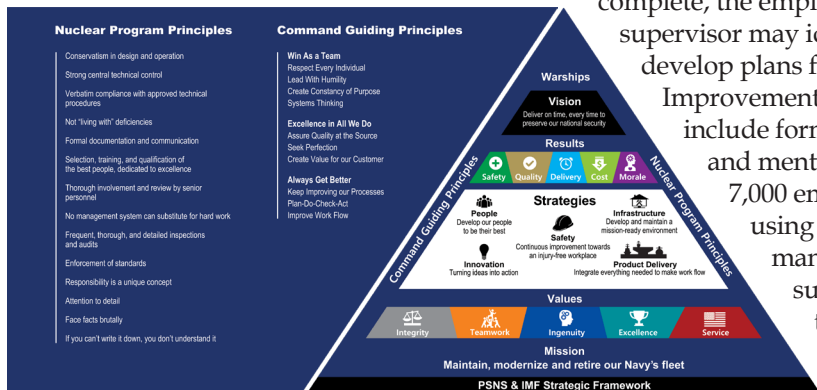 Nuclear Program Principles
Conservatism in design and operation
Strong central technical control
Verbatim compliance with approved technical
procedures
Not “living with” deficiencies
Formal documentation and communication
Selection, training, and qualification of
the best people, dedicated to excellence
Thorough involvement and review by senior
personnel
No management system can substitute for hard work
Frequent, thorough, and detailed inspections
and audits
Enforcement of standards
Responsibility is a unique concept
Attention to detail
Face facts brutally
If you can’t write it down, you don’t understand it
Command Guiding Principles
Win As a Team
Respect Every Individual
Lead With Humility
Create Constancy of Purpose
Systems Thinking
Excellence in All We Do
Assure Quality at the Source
Seek Perfection
Create Value for our Customer
Always Get Better
Keep Improving our Processes
Plan-Do-Check-Act
Improve Work Flow
Warships
Vision
Deliver on time, every time to
preserve our national security
Results
Safety
Quality
Delivery
Cost
Morale
Command Guiding Principles
Nuclear Program Principles
Strategies
People
Develop our people
to be their best
Infrastructure
Develop and maintain a
mission-ready environment
Safety
Continuous improvement towards
an injury-free workplace
Innovation
Turning ideas into action
Product Delivery
Integrate everything needed to make work flow
Values
Integrity
Teamwork
Ingenuity
Excellence
Service
Mission
Maintain, modernize and retire our Navy’s fleet
PSNS & IMF Strategic Framework
complete, the empl
supervisor may
develop plans f
Improvement
include form
and ment
7,000 em
using
man
su